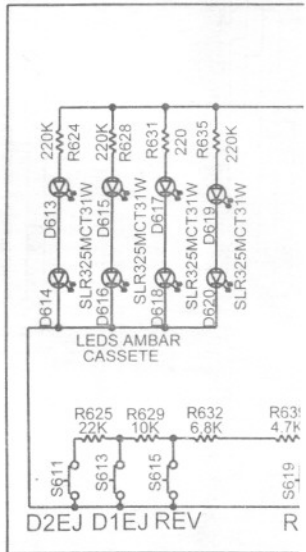 220K
R624
220K
R628
R631
220
R635
220K
D613
SLR325MCT31W
D615
SLR325MCT31W
D617
SLR325MCT31W
D619
SLR325MCT31W
D614
D616
D618
D620
LEDS AMBAR
CASSETE
R625
22K
R629
10K
R632
6.8K
R635
4.7K
S611
S613
S615
S619
D2EJ D1EJ REV R